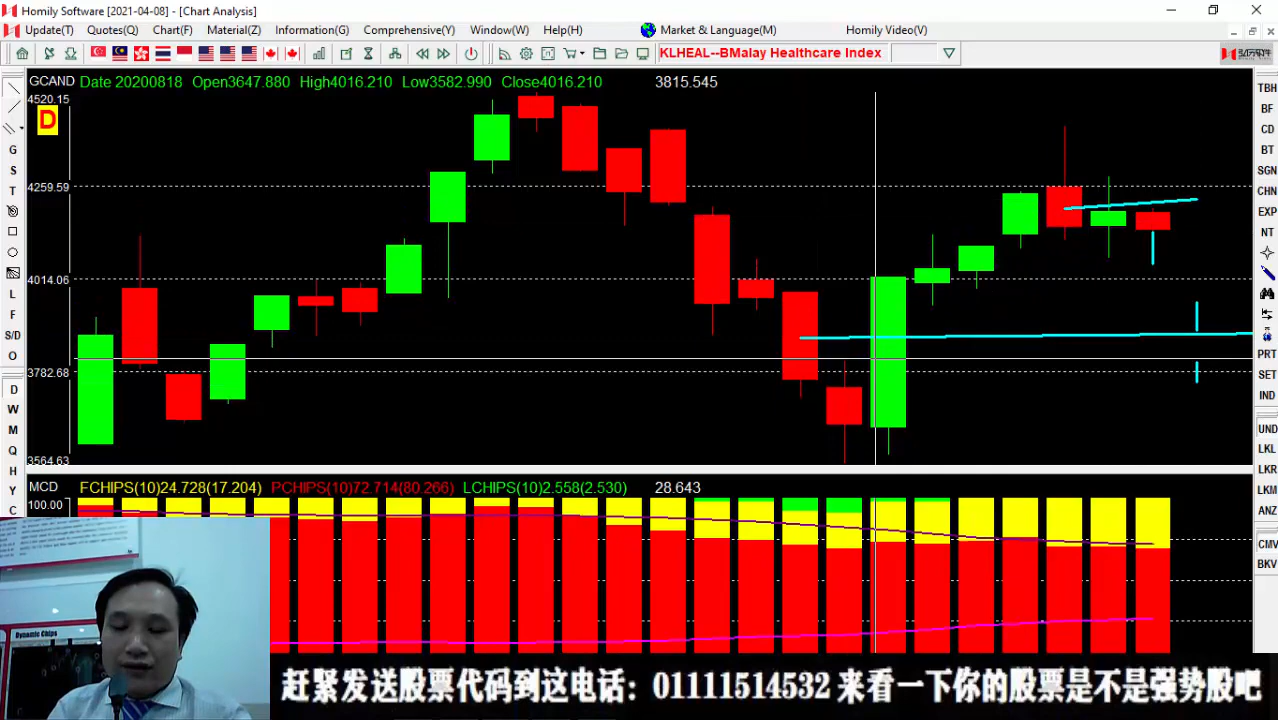 Homily Software [2021-04-08] - [Chart Analysis]
Update(T) Quotes(Q) Chart(F) Material(Z) Information(G) Comprehensive(Y) Window(W) Help(H) Market & Language(M) Homily Video(V)
KLHEAL--BMalay Healthcare Index
GCAND Date 20200818 Open3647.880 High4016.210 Low3582.990 Close4016.210 3815.545
TBH
BF
CHD
BT
SGN
CHN
EXP
NT
PRT
SET
IND
UND
LKL
LKR
LKM
ANZ
CMV
BKV
G
S
T
L
F
S/D
O
D
W
M
Q
H
Y
C
4520.15
D
4259.59
4014.06
3782.68
3564.63
MCD FCHIPS(10)24.728(17.204) PCHIPS(10)72.714(80.266) LCHIPS(10)2.558(2.530) 28.643
100.00
Dynamic Chips
赶紧发送股票代码到这电话：01111514532 来看一下你的股票是不是强势股吧